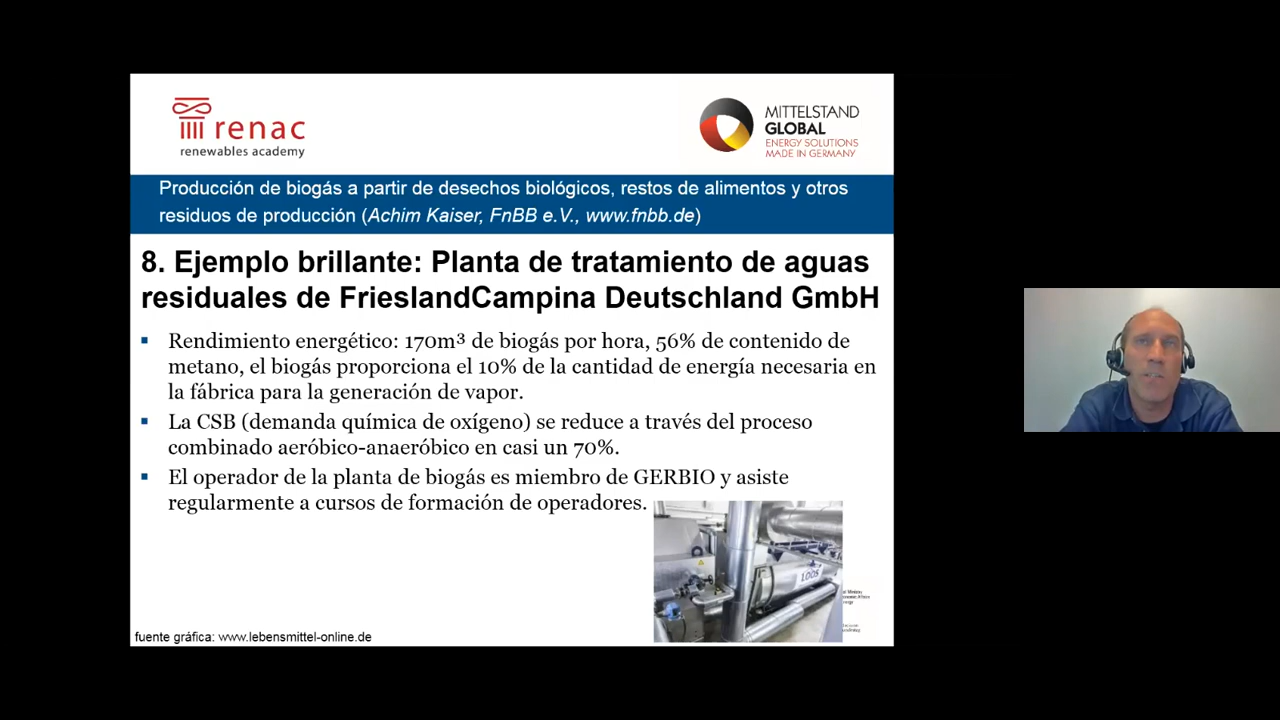 renac
renewables academy
MITTELSTAND
GLOBAL
ENERGY SOLUTIONS
MADE IN GERMANY
Producción de biogás a partir de desechos biológicos, restos de alimentos y otros
residuos de producción (Achim Kaiser, FnBB e.V., www.fnbb.de)
8. Ejemplo brillante: Planta de tratamiento de aguas
residuales de FrieslandCampina Deutschland GmbH
▪ Rendimiento energético: 170m³ de biogás por hora, 56% de contenido de
metano, el biogás proporciona el 10% de la cantidad de energía necesaria en
la fábrica para la generación de vapor.
▪ La CSB (demanda química de oxígeno) se reduce a través del proceso
combinado aeróbico-anaeróbico en casi un 70%.
▪ El operador de la planta de biogás es miembro de GERBIO y asiste
regularmente a cursos de formación de operadores.
LOOS
fuente gráfica: www.lebensmittel-online.de